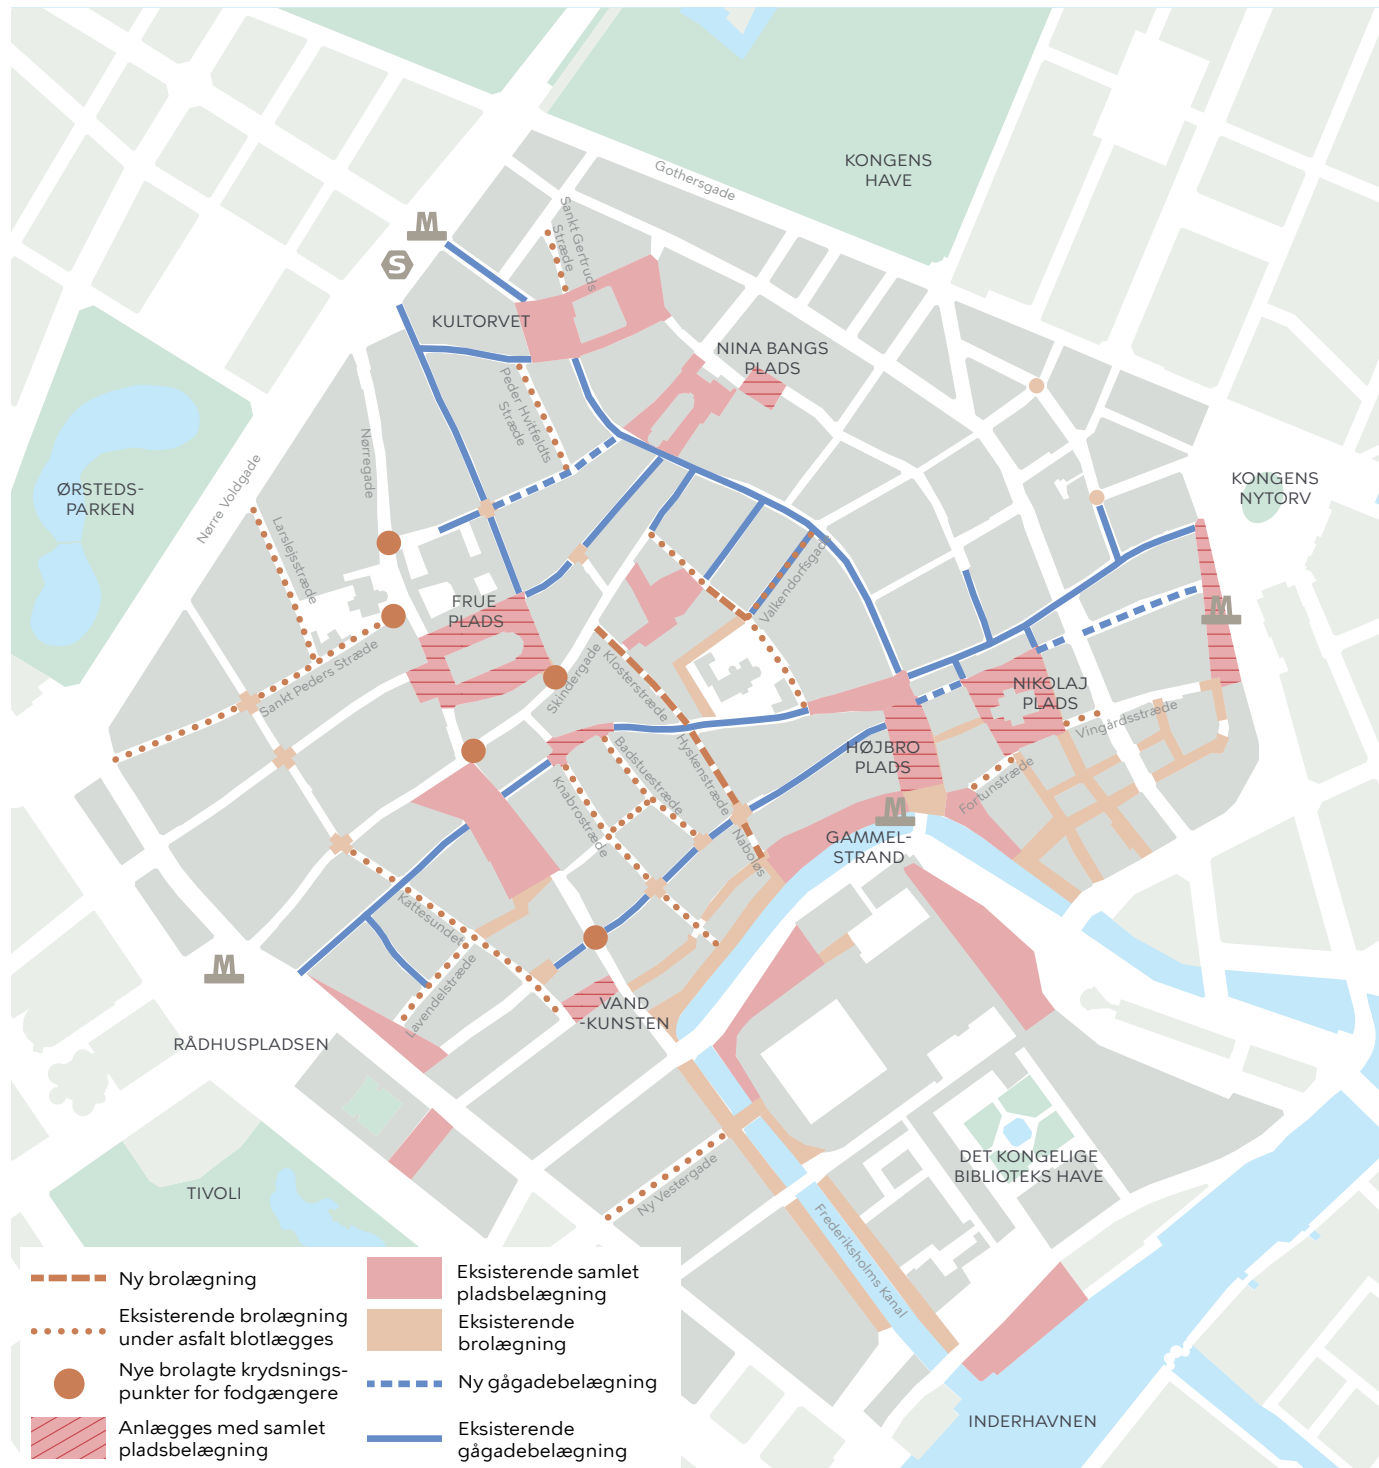 KONGENS
HAVE
Gothersgade
Sankt Gertruds
Stræde
M
S
KULTORVET
NINA BANGS
PLADS
Peder Hvitfeldts
Stræde
Nørregade
Nørre Voldgade
ØRSTEDS-
PARKEN
KONGENS
NYTORV
Larslejsstræde
Valkendorfsgade
FRUE
PLADS
M
Sankt Peders Stræde
Skindergade
Klosterstræde
NIKOLAJ
PLADS
Vingårdsstræde
Hyskenstræde
Badstuestræde
HØJBRO
PLADS
Knabrostræde
Fortunstræde
M
Naboløs
GAMMEL-
STRAND
Kattesundet
M
Lavendelstræde
VAND
-KUNSTEN
RÅDHUSPLADSEN
DET KONGELIGE
BIBLIOTEKS HAVE
TIVOLI
Ny Vestergade
Frederiksholms Kanal
INDERHAVNEN
Ny brolægning
Eksisterende brolægning
under asfalt blotlægges
Nye brolagte krydsnings-
punkter for fodgængere
Anlægges med samlet
pladsbelægning
Eksisterende samlet
pladsbelægning
Eksisterende
brolægning
Ny gågadebelægning
Eksisterende
gågadebelægning